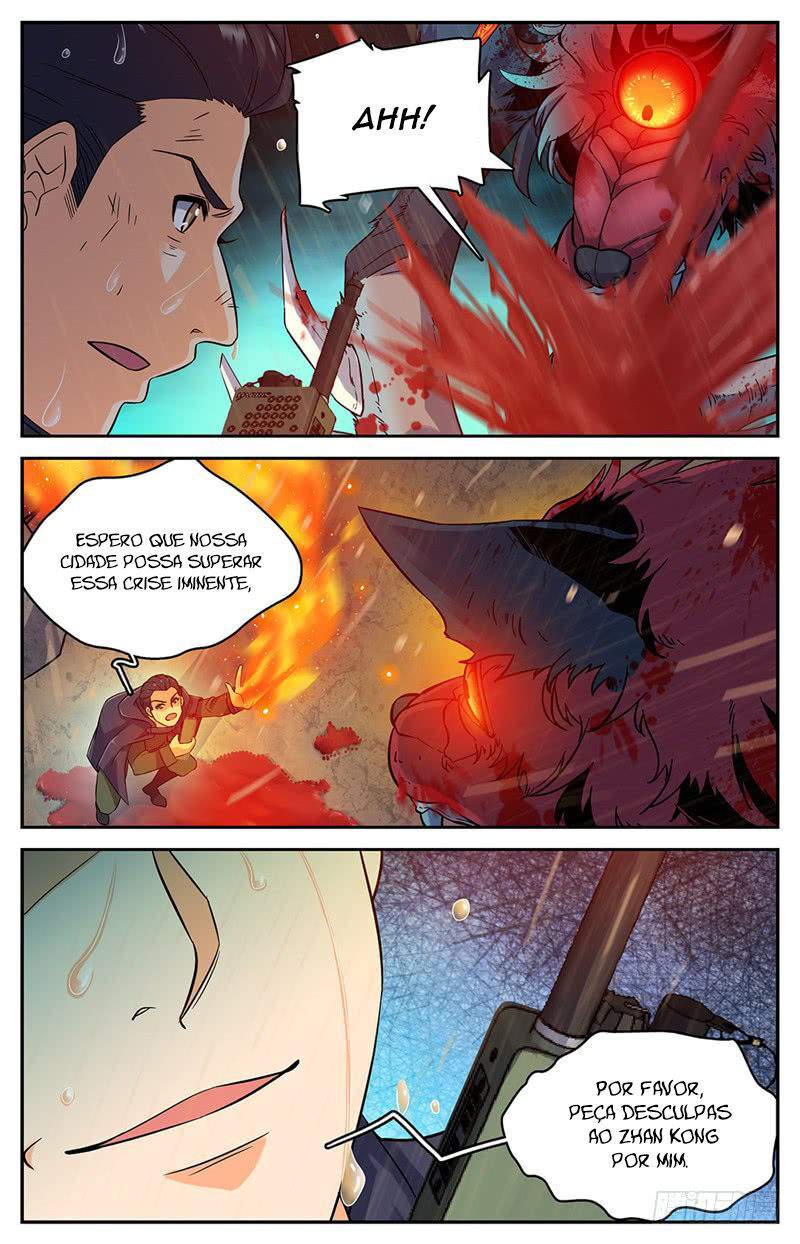 AHH!
ESPERO QUE NOSSA
CIDADE POSSA SUPERAR
ESSA CRISE IMINENTE,
POR FAVOR,
PEÇA DESCULPAS
AO ZHAN KONG
POR MIM.